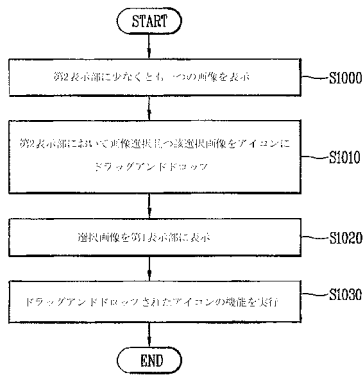 START
第2表示部に少なくとも一つの画像を表示
S1000
第2表示部において画像選択且つ該選択画像をアイコンに
ドラッグアンドドロップ
S1010
選択画像を第1表示部に表示
S1020
ドラッグアンドドロップされたアイコンの機能を実行
S1030
END